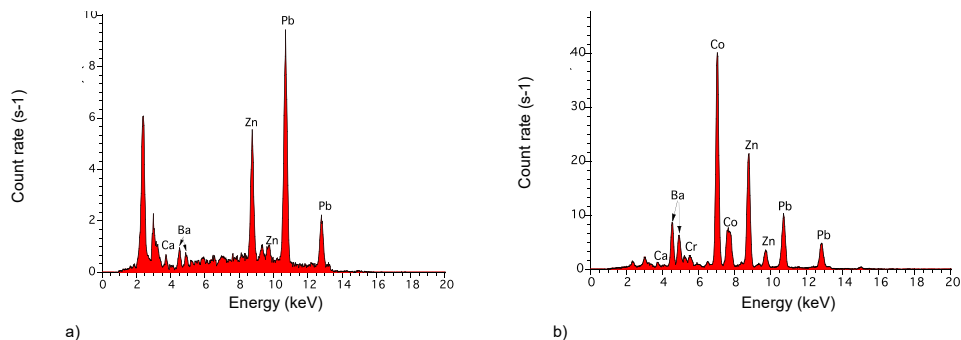 10
8
6
4
2
0
Pb
Zn
Pb
Zn
Ca
Ba
0 2 4 6 8 10 12 14 16 18 20
Count rate (s-1)
Energy (keV)
a)
40
30
20
10
0
Co
Zn
Ba
Pb
Co
Pb
Cr
Zn
Ca
0 2 4 6 8 10 12 14 16 18 20
Count rate (s-1)
Energy (keV)
b)